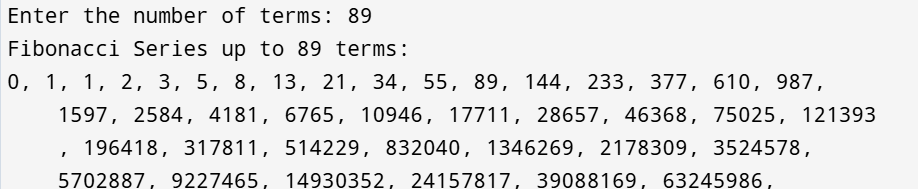 Enter the number of terms: 89
Fibonacci Series up to 89 terms:
0, 1, 1, 2, 3, 5, 8, 13, 21, 34, 55, 89, 144, 233, 377, 610, 987,
1597, 2584, 4181, 6765, 10946, 17711, 28657, 46368, 75025, 121393
, 196418, 317811, 514229, 832040, 1346269, 2178309, 3524578,
5702887, 9227465, 14930352, 24157817, 39088169, 63245986,